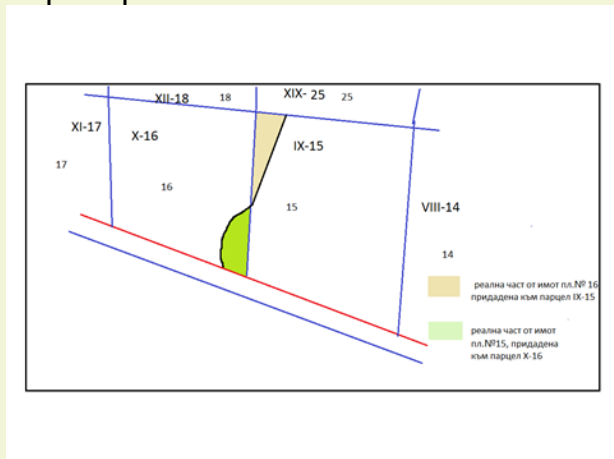 XII-18 18 XIX- 25 25
XI-17 X-16 IX-15
17 16 15 VIII-14
14
реална част от имот пл.№ 16
придадена към парцел IX-15
реална част от имот
пл.№15, придадена
към парцел X-16